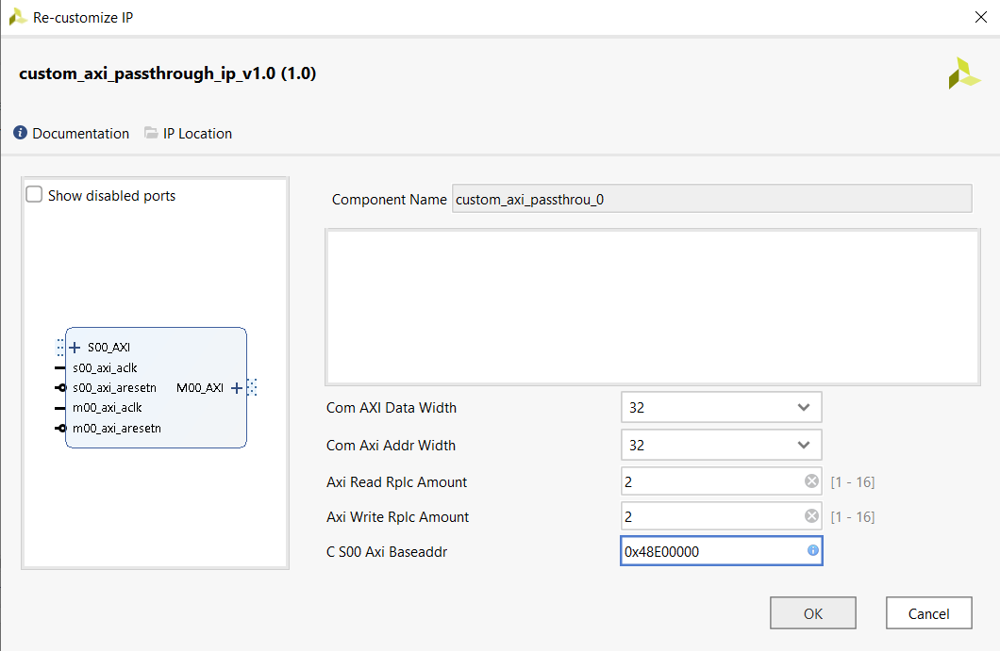 Re-customize IP
custom_axi_passthrough_ip_v1.0 (1.0)
Documentation IP Location
Show disabled ports
S00_AXI
s00_axi_aclk
s00_axi_aresetn M00_AXI
m00_axi_aclk
m00_axi_aresetn
Component Name custom_axi_passthrou_0
Com AXI Data Width 32
Com Axi Addr Width 32
Axi Read Rplc Amount 2 [1 - 16]
Axi Write Rplc Amount 2 [1 - 16]
C S00 Axi Baseaddr 0x48E00000
OK Cancel